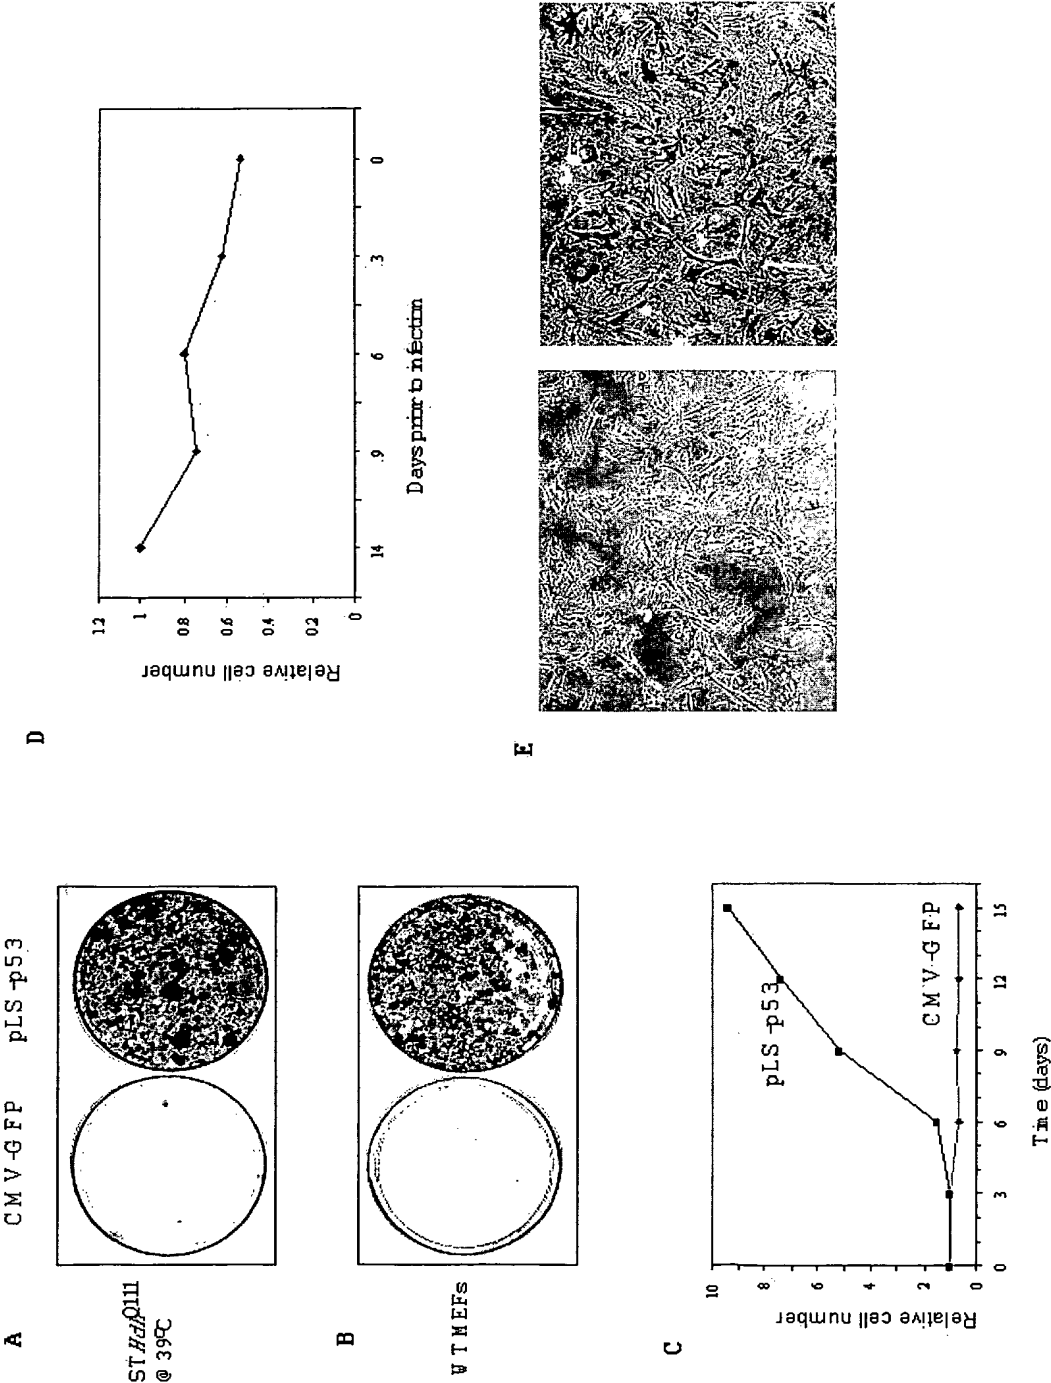 A
CMV-GFP pLS-p53
STHdhQ111
@ 39°C
B
WTMEFs
C
Relative cell number
10
8
6
4
2
0
pLS-p53
CMV-GFP
0 3 6 9 12 15
Time (days)
D
Relative cell number
1.2
1
0.8
0.6
0.4
0.2
0
14 9 6 3 0
Days prior to infection
E